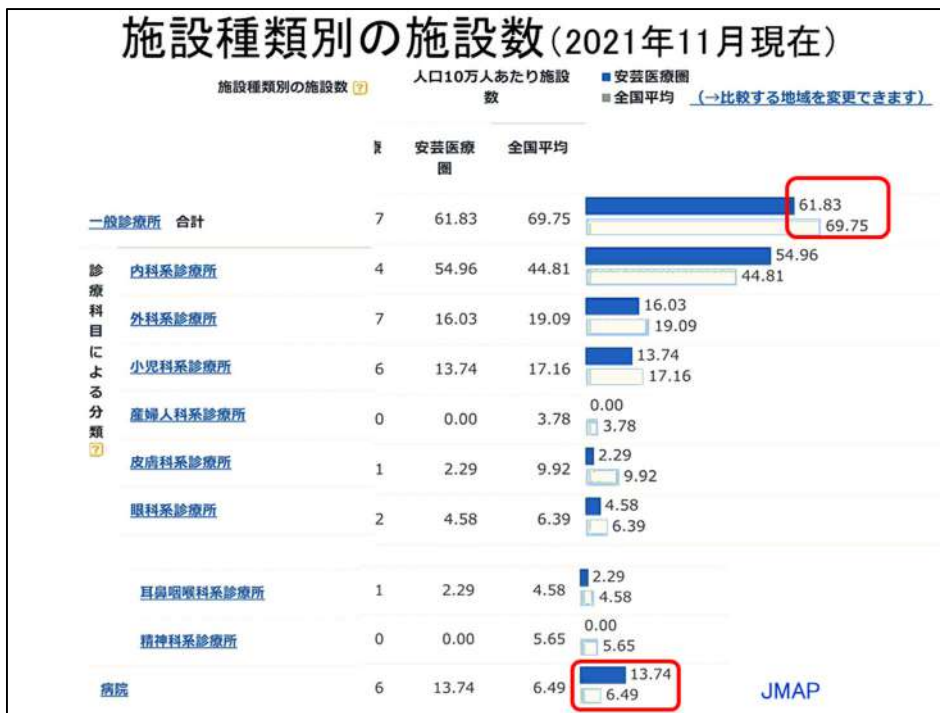 施設種類別の施設数(2021年11月現在)
施設種類別の施設数 ?
人口10万人あたり施設数
■安芸医療圏
■全国平均 (→比較する地域を変更できます)
安芸医療圏 全国平均
一般診療所 合計 7 61.83 69.75 61.83 69.75
診療科目による分類 ?
内科系診療所 4 54.96 44.81 54.96 44.81
外科系診療所 7 16.03 19.09 16.03 19.09
小児科系診療所 6 13.74 17.16 13.74 17.16
産婦人科系診療所 0 0.00 3.78 0.00 3.78
皮膚科系診療所 1 2.29 9.92 2.29 9.92
眼科系診療所 2 4.58 6.39 4.58 6.39
耳鼻咽喉科系診療所 1 2.29 4.58 2.29 4.58
精神科系診療所 0 0.00 5.65 0.00 5.65
病院 6 13.74 6.49 13.74 6.49
JMAP